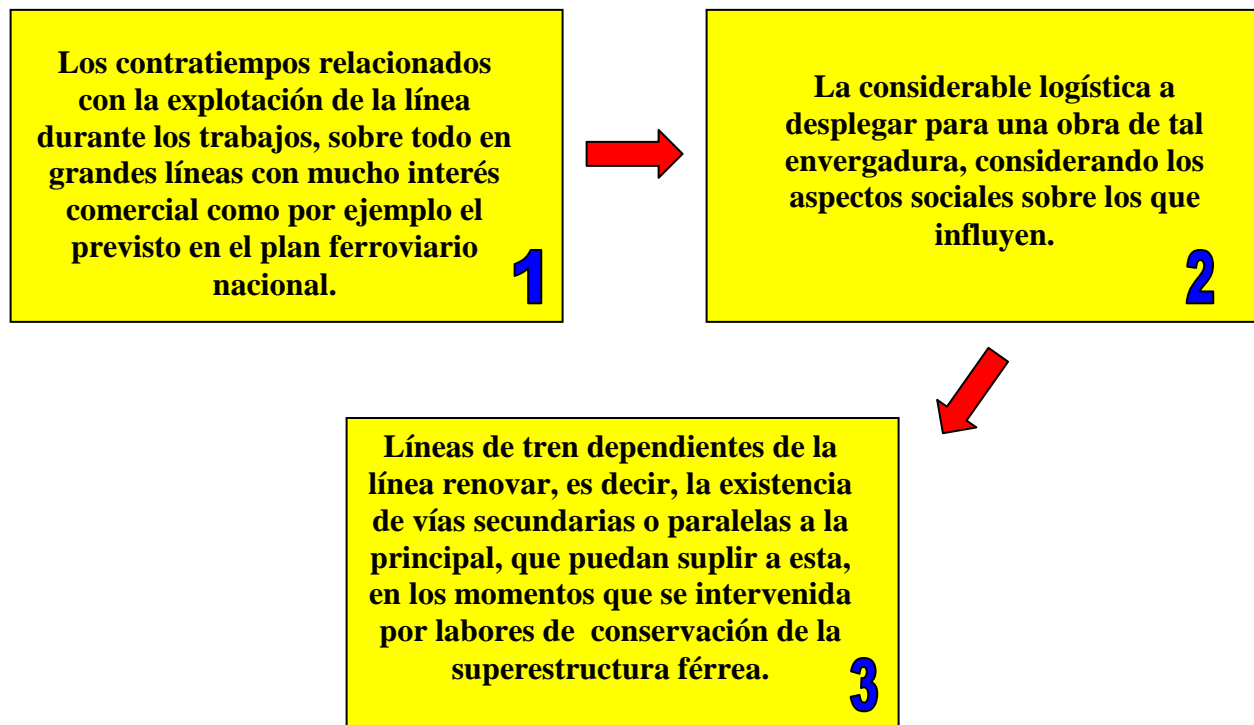 Los contratiempos relacionados
con la explotación de la línea
durante los trabajos, sobre todo en
grandes líneas con mucho interés
comercial como por ejemplo el
previsto en el plan ferroviario
nacional.
1
La considerable logística a
desplegar para una obra de tal
envergadura, considerando los
aspectos sociales sobre los que
influyen.
2
Líneas de tren dependientes de la
línea renovar, es decir, la existencia
de vías secundarias o paralelas a la
principal, que puedan suplir a esta,
en los momentos que se intervenida
por labores de  conservación de la
superestructura férrea.
3